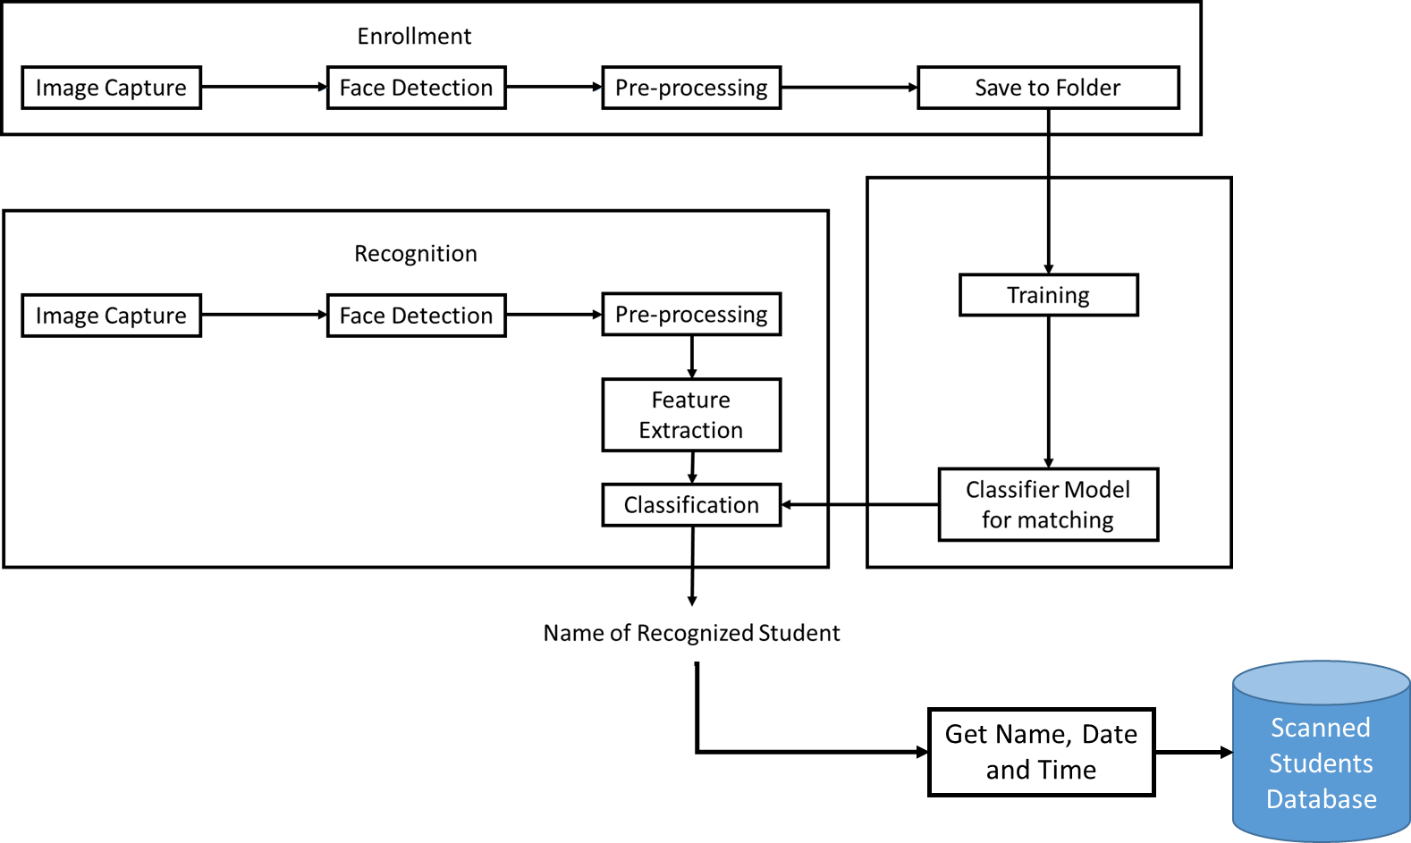 Enrollment
Image Capture
Face Detection
Pre-processing
Save to Folder
Recognition
Image Capture
Face Detection
Pre-processing
Feature
Extraction
Classification
Training
Classifier Model
for matching
Name of Recognized Student
Get Name, Date
and Time
Scanned
Students
Database